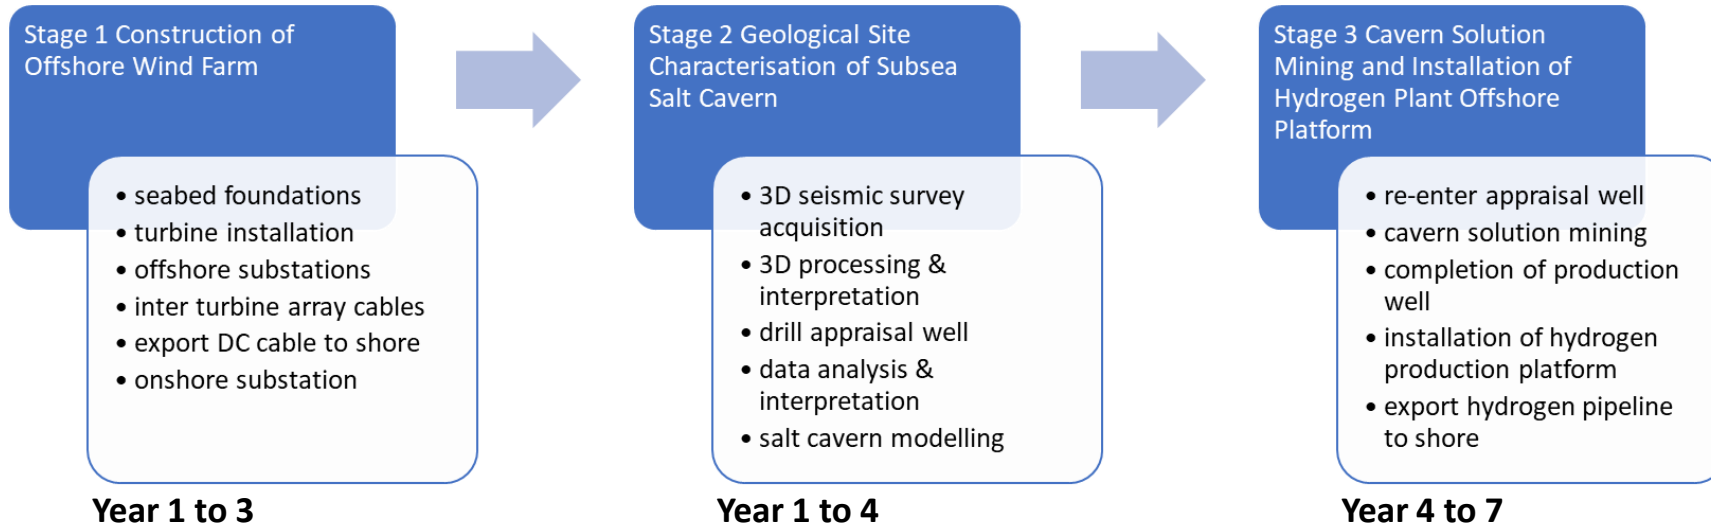 Stage 1 Construction of
Offshore Wind Farm
• seabed foundations
• turbine installation
• offshore substations
• inter turbine array cables
• export DC cable to shore
• onshore substation
Year 1 to 3
Stage 2 Geological Site
Characterisation of Subsea
Salt Cavern
• 3D seismic survey
acquisition
• 3D processing &
interpretation
• drill appraisal well
• data analysis &
interpretation
• salt cavern modelling
Year 1 to 4
Stage 3 Cavern Solution
Mining and Installation of
Hydrogen Plant Offshore
Platform
• re-enter appraisal well
• cavern solution mining
• completion of production
well
• installation of hydrogen
production platform
• export hydrogen pipeline
to shore
Year 4 to 7